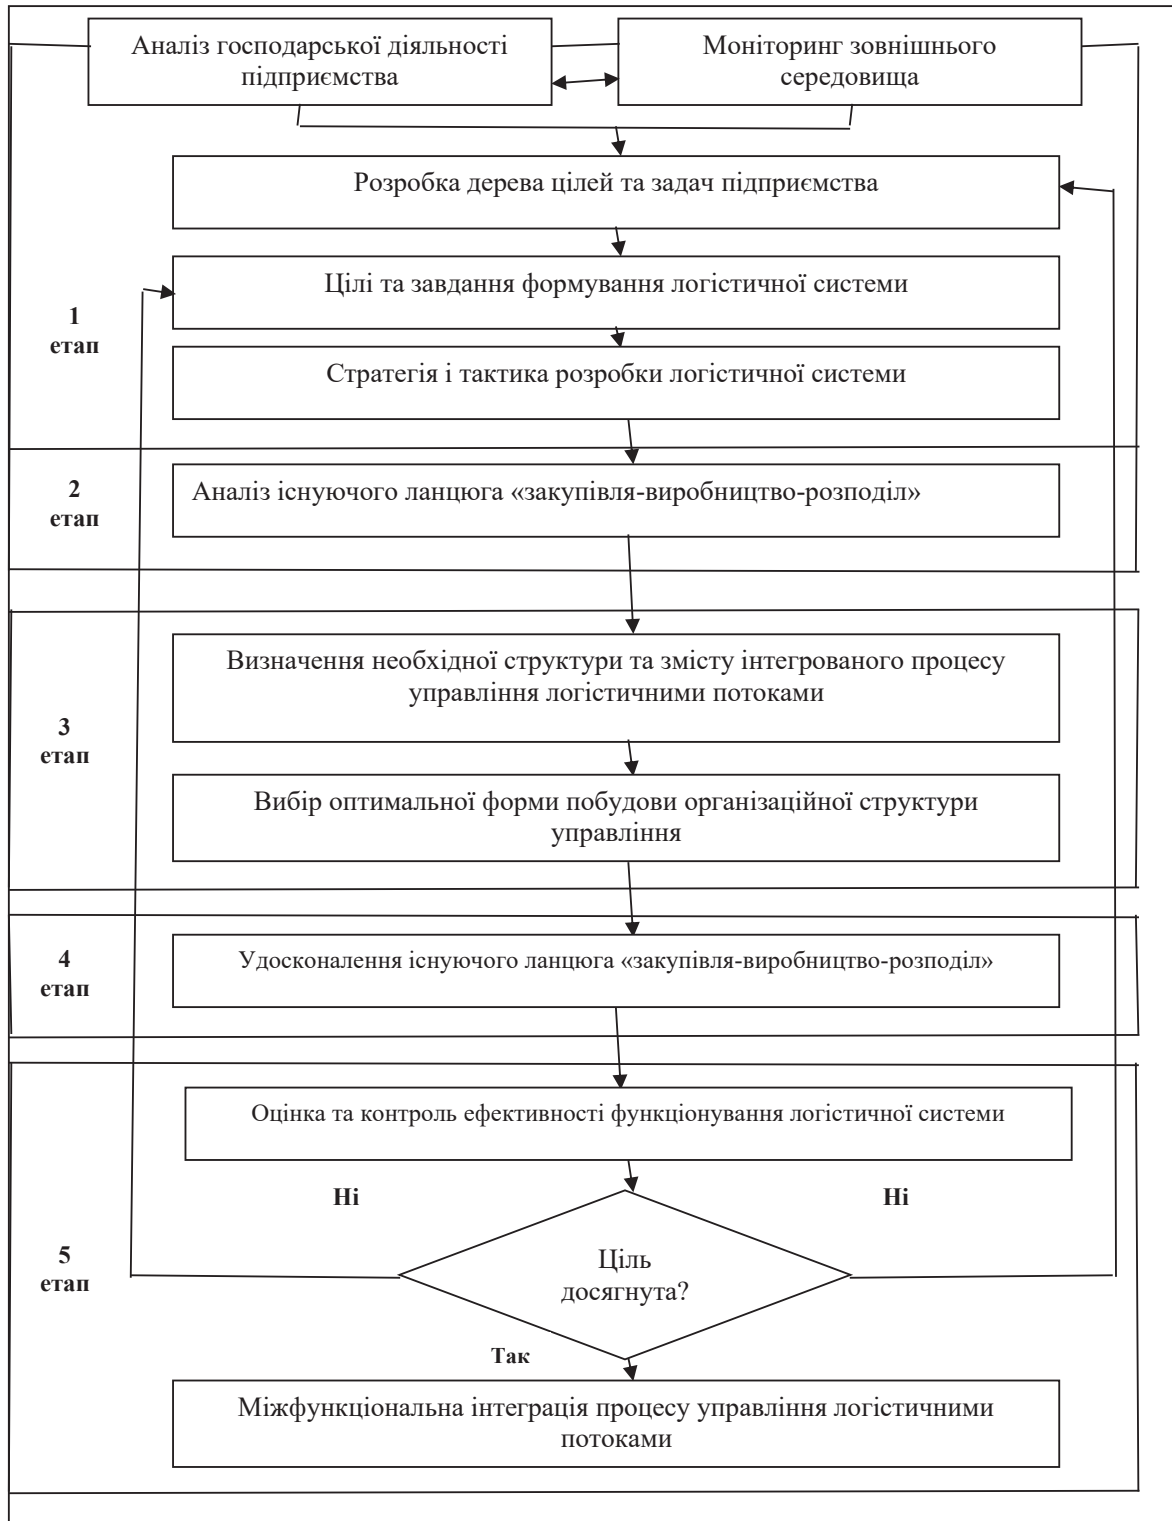 Аналіз господарської діяльності
підприємства
Моніторинг зовнішнього
середовища
Розробка дерева цілей та задач підприємства
Цілі та завдання формування логістичної системи
1
етап
Стратегія і тактика розробки логістичної системи
2
етап
Аналіз існуючого ланцюга «закупівля-виробництво-розподіл»
Визначення необхідної структури та змісту інтегрованого процесу
управління логістичними потоками
3
етап
Вибір оптимальної форми побудови організаційної структури
управління
4
етап
Удосконалення існуючого ланцюга «закупівля-виробництво-розподіл»
Оцінка та контроль ефективності функціонування логістичної системи
Ні
Ні
5
етап
Ціль
досягнута?
Так
Міжфункціональна інтеграція процесу управління логістичними
потоками